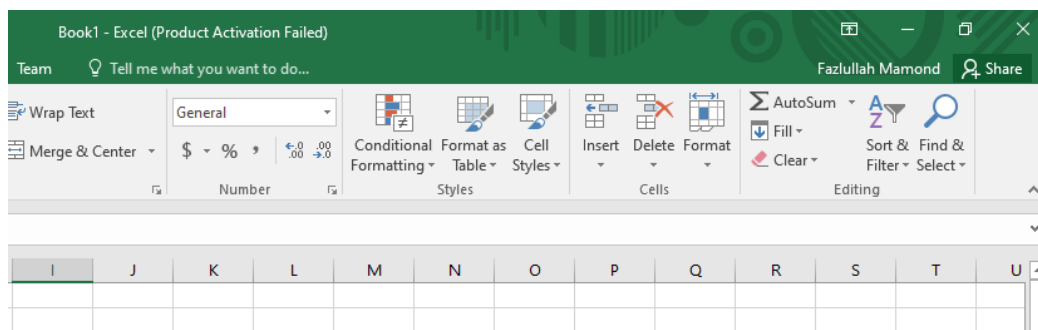 Book1 - Excel (Product Activation Failed)
Team Tell me what you want to do... Fazlullah Mamond Share
Wrap Text General AutoSum
Fill
Merge & Center $ % , .0 .00 .00 .0 Conditional Formatting Format as Table Cell Styles Insert Delete Format Clear Sort & Filter Find & Select
Number Styles Cells Editing
I J K L M N O P Q R S T U